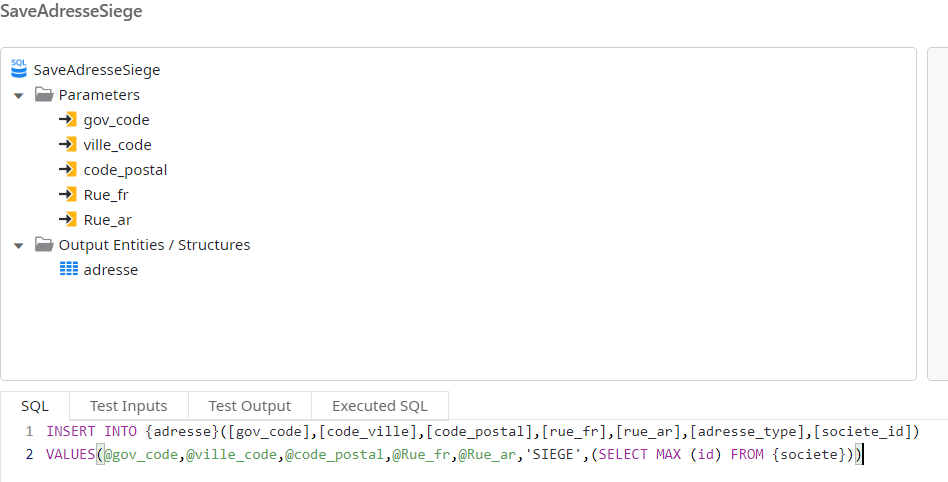 SaveAdresseSiege
SQL
SaveAdresseSiege
Parameters
gov_code
ville_code
code_postal
Rue_fr
Rue_ar
Output Entities / Structures
adresse
SQL Test Inputs Test Output Executed SQL
1 INSERT INTO {adresse}([gov_code],[code_ville],[code_postal],[rue_fr],[rue_ar],[adresse_type],[societe_id])
2 VALUES(@gov_code,@ville_code,@code_postal,@Rue_fr,@Rue_ar,'SIEGE',(SELECT MAX (id) FROM {societe}))